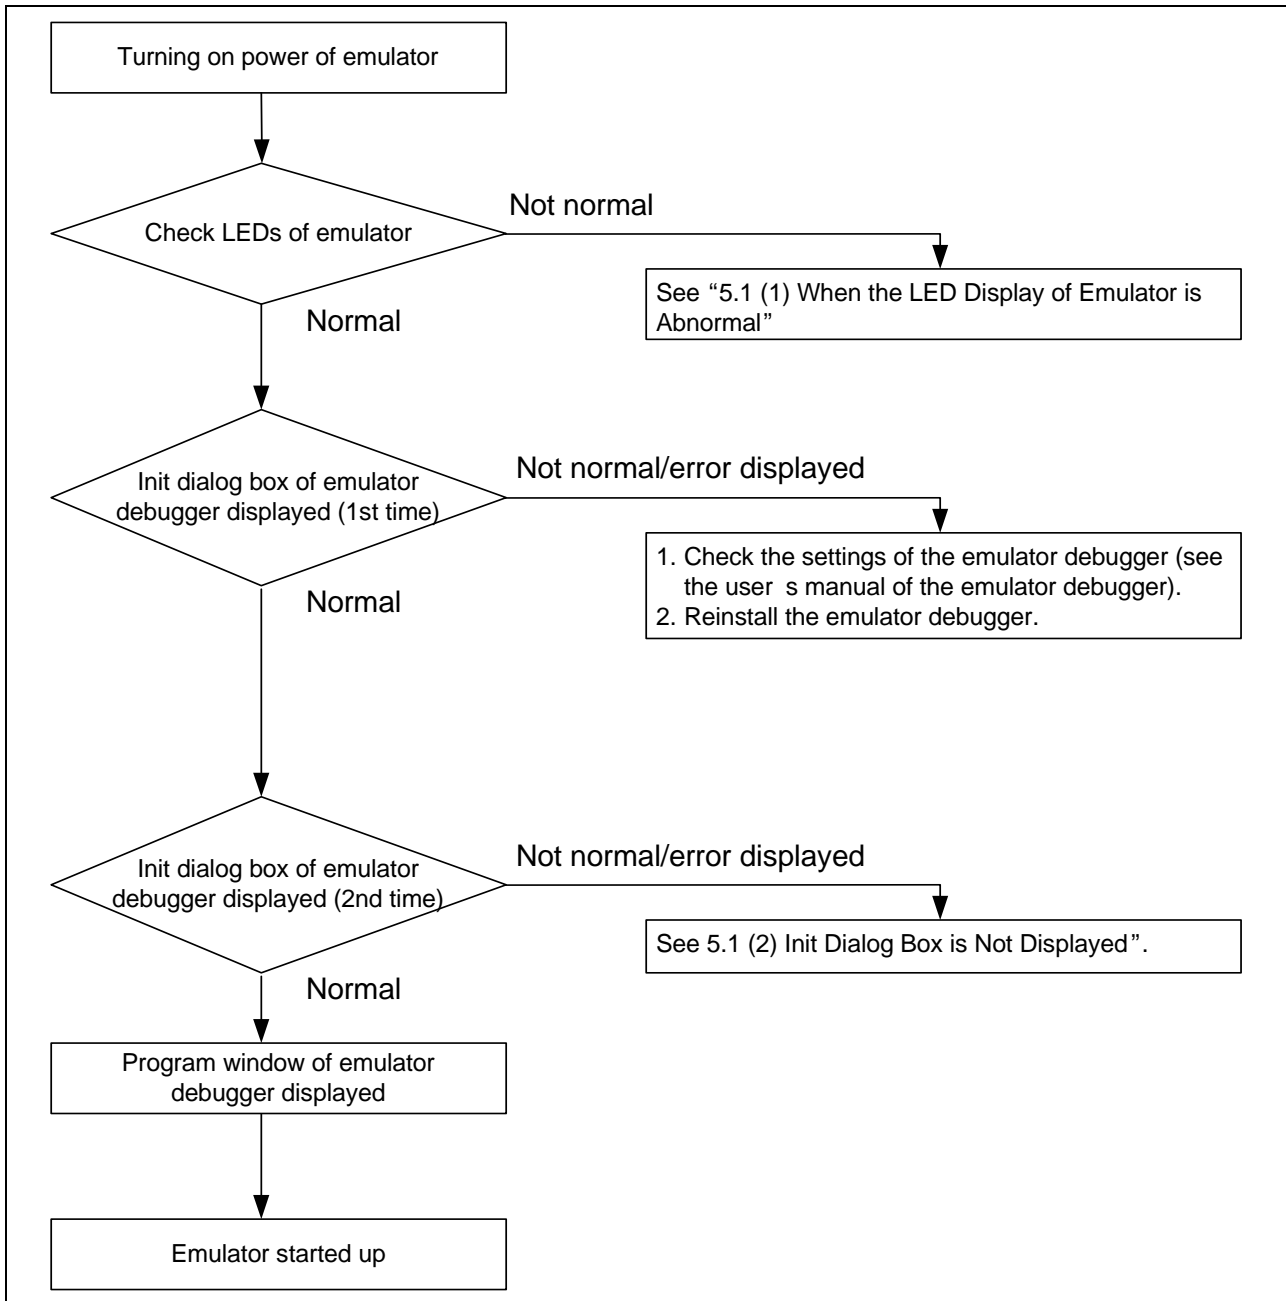 Turning on power of emulator
Check LEDs of emulator
Not normal
See “5.1 (1) When the LED Display of Emulator is
Abnormal”
Normal
Init dialog box of emulator
debugger displayed (1st time)
Not normal/error displayed
1. Check the settings of the emulator debugger (see
the user s manual of the emulator debugger).
2. Reinstall the emulator debugger.
Normal
Init dialog box of emulator
debugger displayed (2nd time)
Not normal/error displayed
See 5.1 (2) Init Dialog Box is Not Displayed”.
Normal
Program window of emulator
debugger displayed
Emulator started up